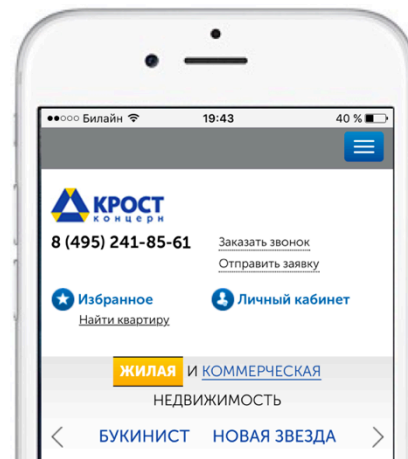 ●●○○○ Билайн 19:43 40 %
КРОСТ
концерн
8 (495) 241-85-61 Заказать звонок
Отправить заявку
Избранное Личный кабинет
Найти квартиру
ЖИЛАЯ И КОММЕРЧЕСКАЯ
НЕДВИЖИМОСТЬ
БУКИНИСТ НОВАЯ ЗВЕЗДА